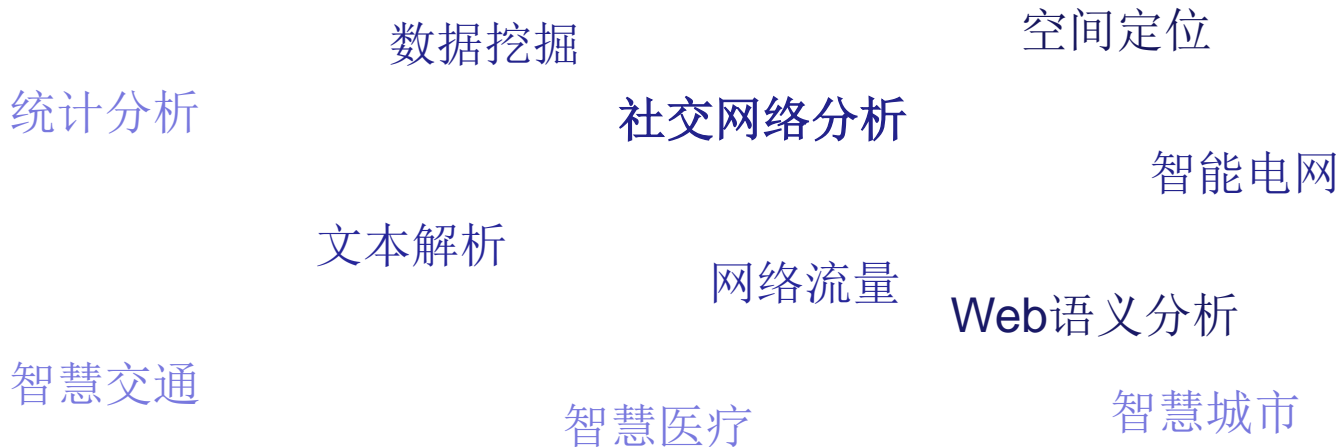 空间定位
数据挖掘
统计分析
社交网络分析
智能电网
文本解析
网络流量
Web语义分析
智慧交通
智慧城市
智慧医疗